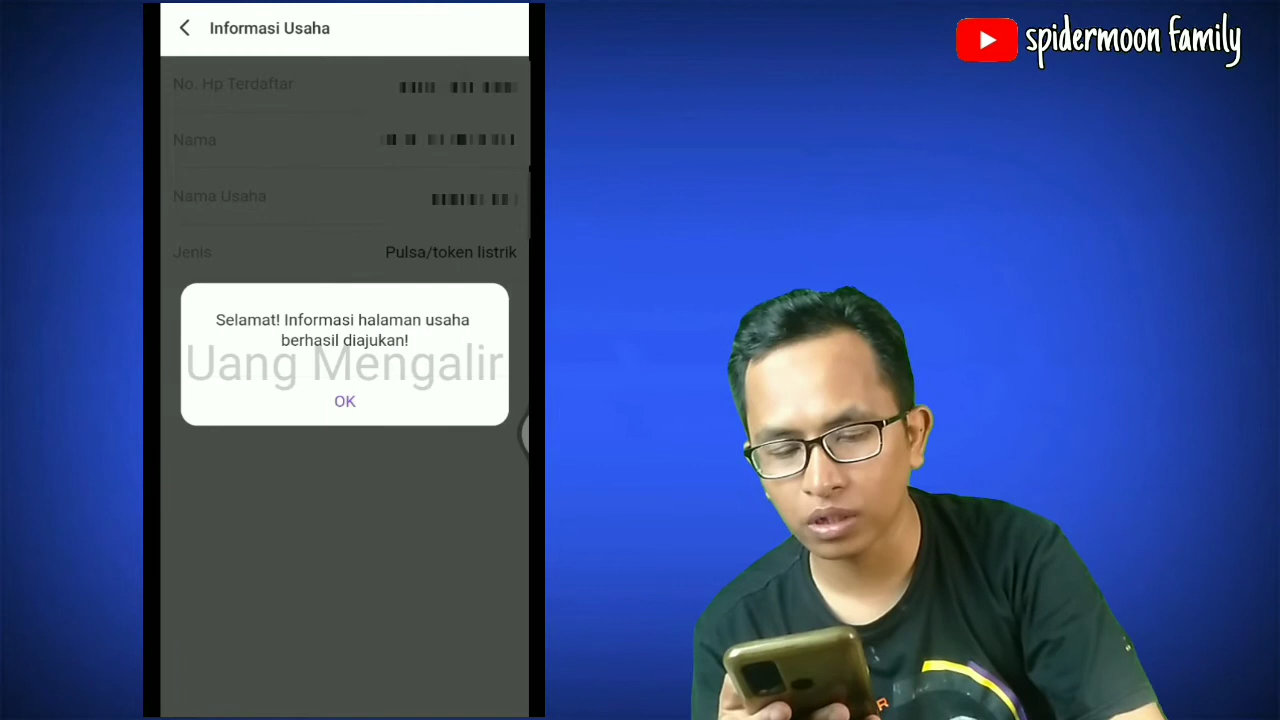 Informasi Usaha
spidermoon family
No. Hp Terdaftar
Nama
Nama Usaha
Jenis Pulsa/token listrik
Selamat! Informasi halaman usaha
berhasil diajukan!
Uang Mengalir
OK